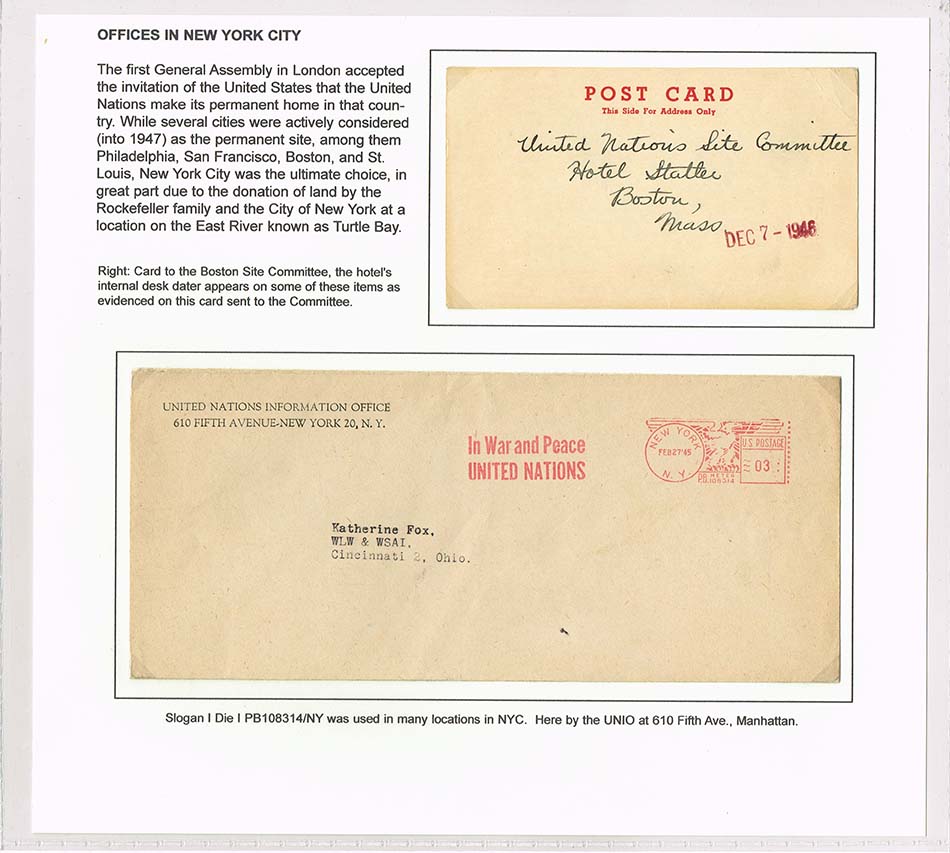 OFFICES IN NEW YORK CITY
The first General Assembly in London accepted
the invitation of the United States that the United
Nations make its permanent home in that coun-
try. While several cities were actively considered
(into 1947) as the permanent site, among them
Philadelphia, San Francisco, Boston, and St.
Louis, New York City was the ultimate choice, in
great part due to the donation of land by the
Rockefeller family and the City of New York at a
location on the East River known as Turtle Bay.
Right: Card to the Boston Site Committee, the hotel's
internal desk dater appears on some of these items as
evidenced on this card sent to the Committee.
POST CARD
This Side For Address Only
United Nations Site Committee
Hotel Statler
Boston,
Mass
DEC 7 - 1946
UNITED NATIONS INFORMATION OFFICE
610 FIFTH AVENUE-NEW YORK 20, N. Y.
In War and Peace
UNITED NATIONS
NEW YORK
FEB27'45
N. Y.
P.B. METER
108314
U.S. POSTAGE
03
Katherine Fox,
WLW & WSAI,
Cincinnati 2, Ohio.
Slogan I Die I PB108314/NY was used in many locations in NYC. Here by the UNIO at 610 Fifth Ave., Manhattan.